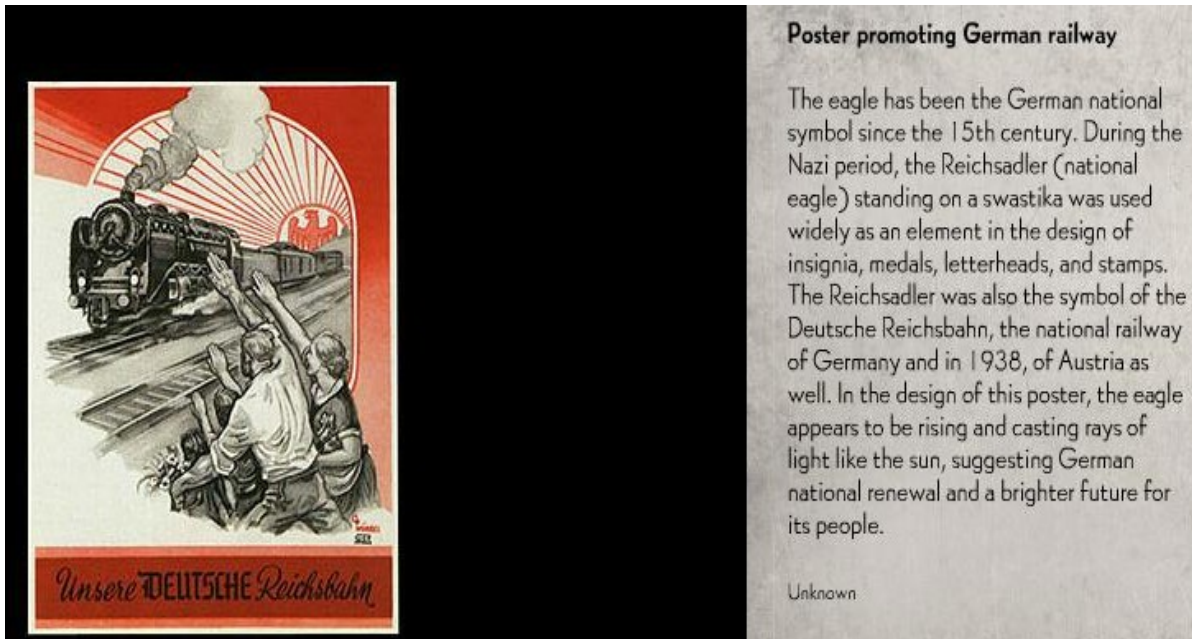 Unsere DEUTSCHE Reichsbahn
Poster promoting German railway
The eagle has been the German national
symbol since the 15th century. During the
Nazi period, the Reichsadler (national
eagle) standing on a swastika was used
widely as an element in the design of
insignia, medals, letterheads, and stamps.
The Reichsadler was also the symbol of the
Deutsche Reichsbahn, the national railway
of Germany and in 1938, of Austria as
well. In the design of this poster, the eagle
appears to be rising and casting rays of
light like the sun, suggesting German
national renewal and a brighter future for
its people.
Unknown